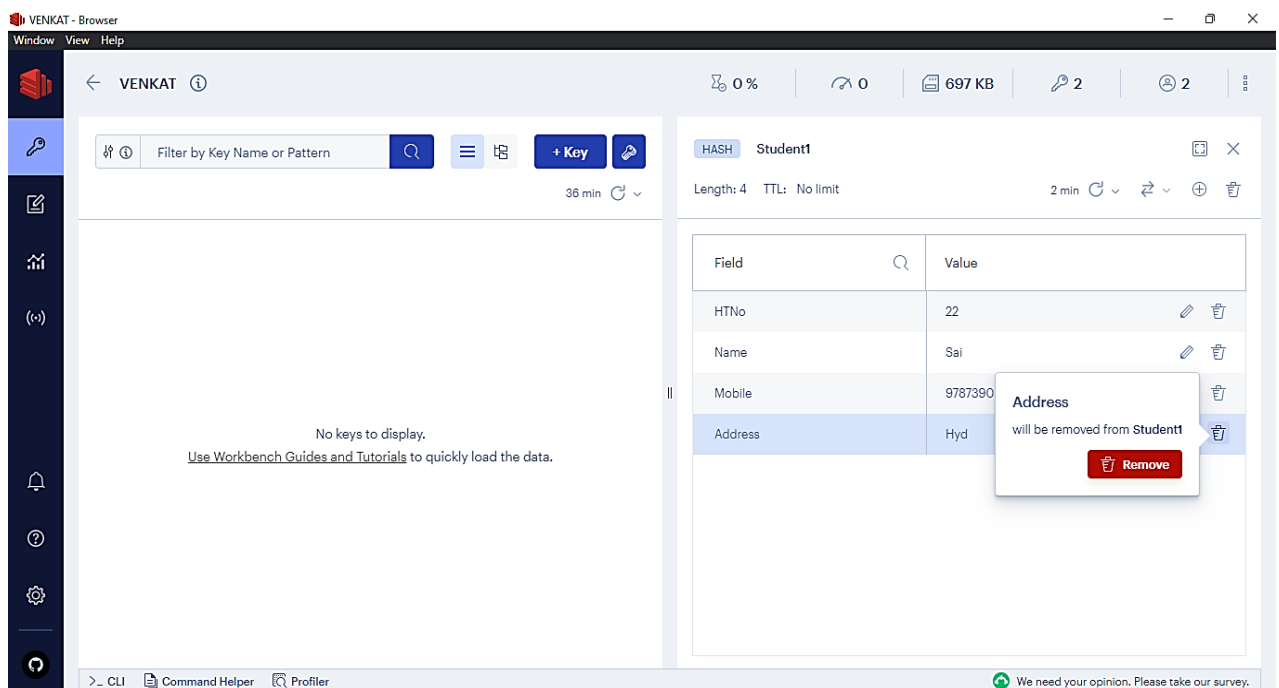 VENKAT - Browser
Window View Help
VENKAT
0 %
0
697 KB
2
2
Filter by Key Name or Pattern
+ Key
36 min
No keys to display.
Use Workbench Guides and Tutorials to quickly load the data.
HASH Student1
Length: 4 TTL: No limit
2 min
Field Value
HTNo 22
Name Sai
Mobile 9787390
Address Hyd
Address
will be removed from Student1
Remove
>_ CLI Command Helper Profiler
We need your opinion. Please take our survey.